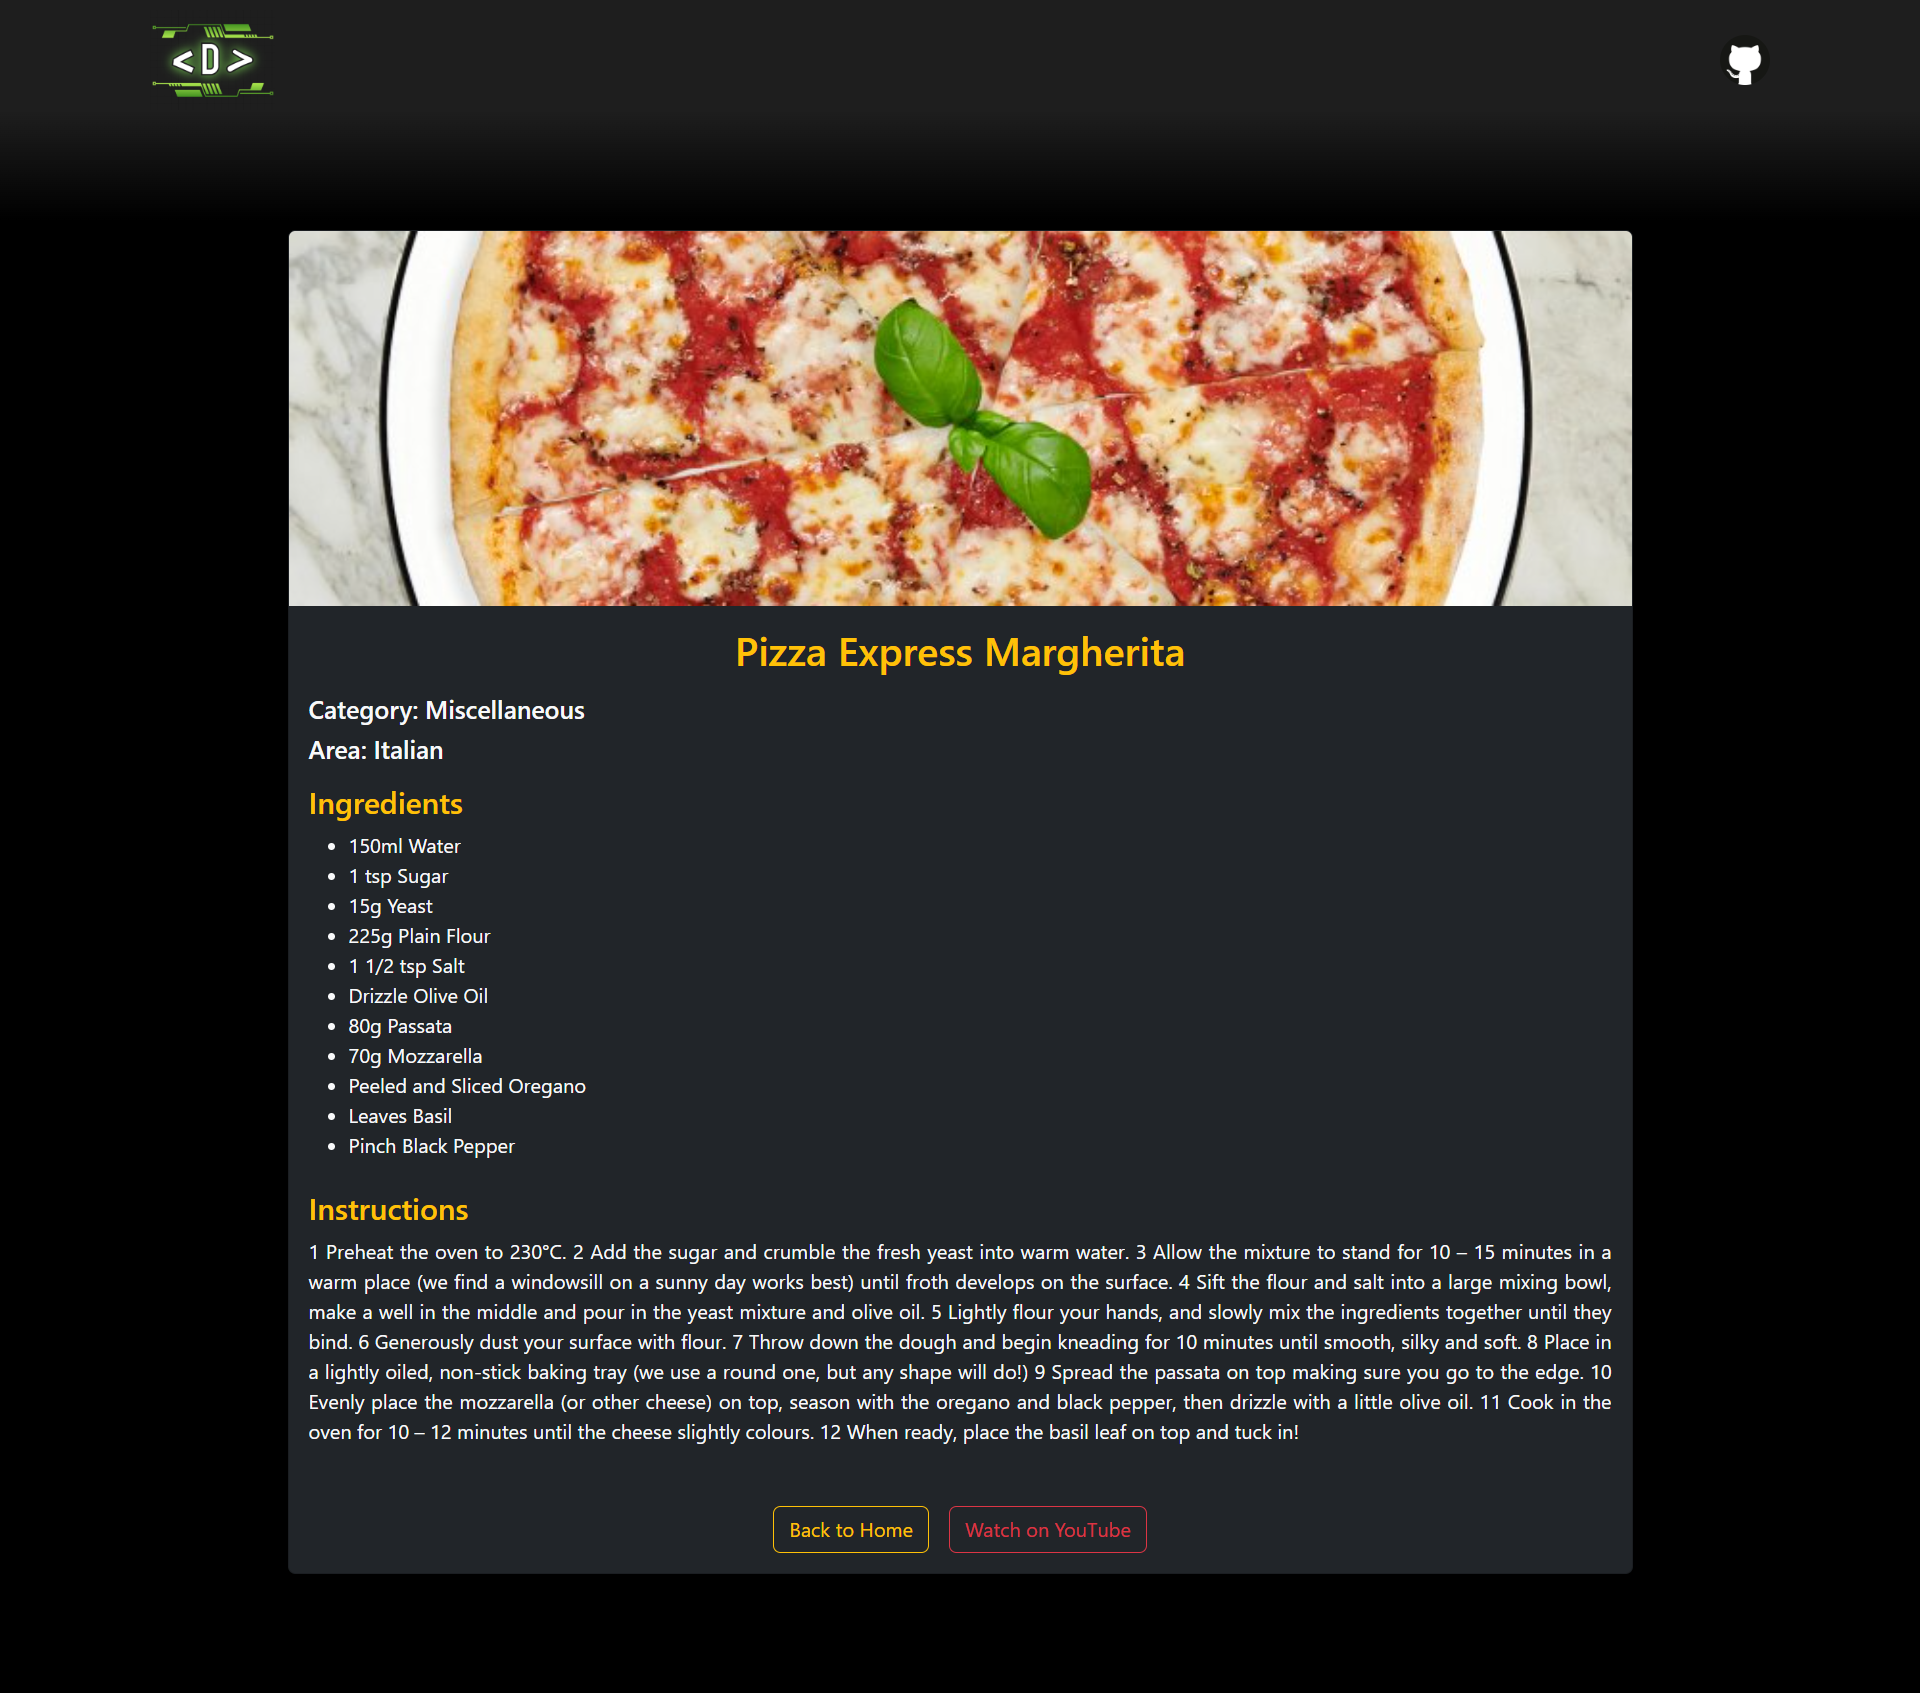 <D>
Pizza Express Margherita
Category: Miscellaneous
Area: Italian
Ingredients
150ml Water
1 tsp Sugar
15g Yeast
225g Plain Flour
1 1/2 tsp Salt
Drizzle Olive Oil
80g Passata
70g Mozzarella
Peeled and Sliced Oregano
Leaves Basil
Pinch Black Pepper
Instructions
1 Preheat the oven to 230°C. 2 Add the sugar and crumble the fresh yeast into warm water. 3 Allow the mixture to stand for 10 – 15 minutes in a
warm place (we find a windowsill on a sunny day works best) until froth develops on the surface. 4 Sift the flour and salt into a large mixing bowl,
make a well in the middle and pour in the yeast mixture and olive oil. 5 Lightly flour your hands, and slowly mix the ingredients together until they
bind. 6 Generously dust your surface with flour. 7 Throw down the dough and begin kneading for 10 minutes until smooth, silky and soft. 8 Place in
a lightly oiled, non-stick baking tray (we use a round one, but any shape will do!) 9 Spread the passata on top making sure you go to the edge. 10
Evenly place the mozzarella (or other cheese) on top, season with the oregano and black pepper, then drizzle with a little olive oil. 11 Cook in the
oven for 10 – 12 minutes until the cheese slightly colours. 12 When ready, place the basil leaf on top and tuck in!
Back to Home
Watch on YouTube